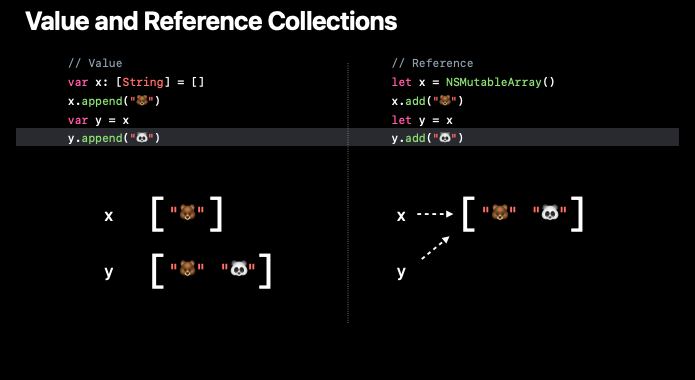 Value and Reference Collections
// Value
var x: [String] = []
x.append("🐻")
var y = x
y.append("🐼")
x ["🐻"]
y ["🐻" "🐼"]
// Reference
let x = NSMutableArray()
x.add("🐻")
let y = x
y.add("🐼")
x ["🐻" "🐼"]
y